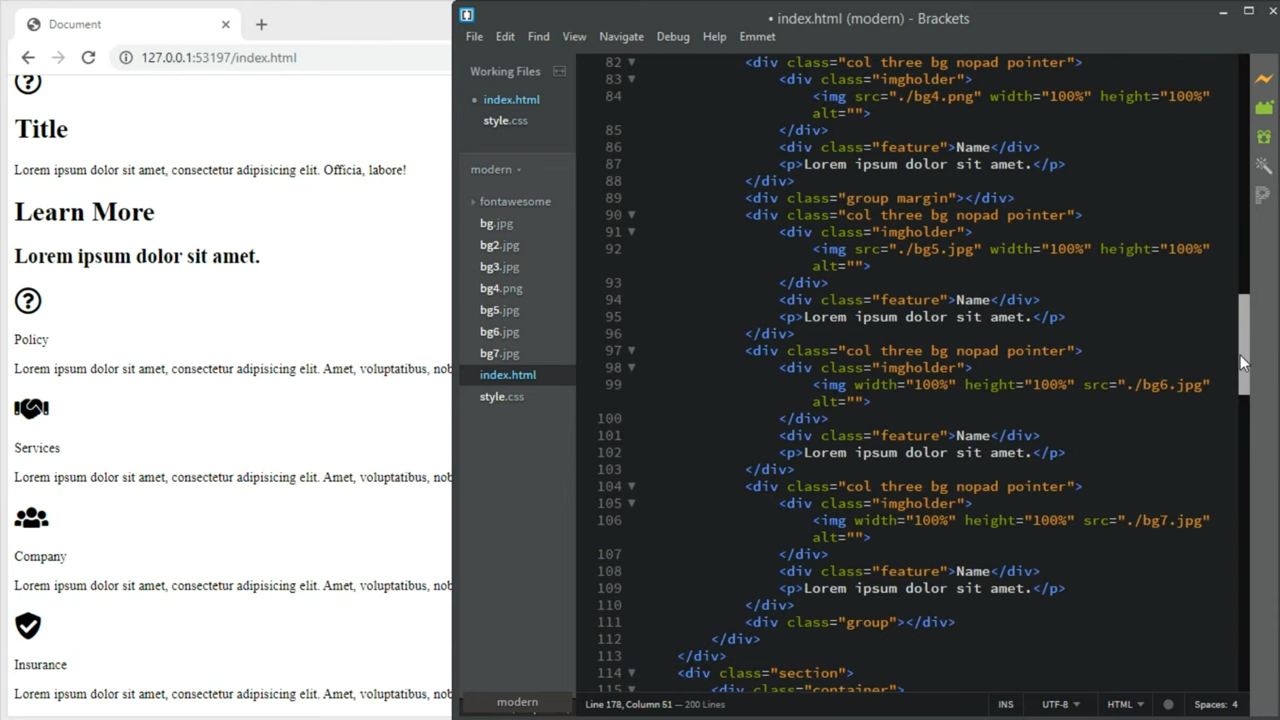 Document
127.0.0.1:53197/index.html
Title
Lorem ipsum dolor sit amet, consectetur adipisicing elit. Officia, labore!
Learn More
Lorem ipsum dolor sit amet.
Policy
Lorem ipsum dolor sit amet, consectetur adipisicing elit. Amet, voluptatibus, nob
Services
Lorem ipsum dolor sit amet, consectetur adipisicing elit. Amet, voluptatibus, nob
Company
Lorem ipsum dolor sit amet, consectetur adipisicing elit. Amet, voluptatibus, nob
Insurance
Lorem ipsum dolor sit amet, consectetur adipisicing elit. Amet, voluptatibus, nob
• index.html (modern) - Brackets
File Edit Find View Navigate Debug Help Emmet
Working Files
index.html
style.css
modern
fontawesome
bg.jpg
bg2.jpg
bg3.jpg
bg4.png
bg5.jpg
bg6.jpg
bg7.jpg
index.html
style.css
modern
82 <div class="col three bg nopad pointer">
83 <div class="imgholder">
84 <img src="./bg4.png" width="100%" height="100%"
alt="">
85 </div>
86 <div class="feature">Name</div>
87 <p>Lorem ipsum dolor sit amet.</p>
88 </div>
89 <div class="group margin"></div>
90 <div class="col three bg nopad pointer">
91 <div class="imgholder">
92 <img src="./bg5.jpg" width="100%" height="100%"
alt="">
93 </div>
94 <div class="feature">Name</div>
95 <p>Lorem ipsum dolor sit amet.</p>
96 </div>
97 <div class="col three bg nopad pointer">
98 <div class="imgholder">
99 <img width="100%" height="100%" src="./bg6.jpg"
alt="">
100 </div>
101 <div class="feature">Name</div>
102 <p>Lorem ipsum dolor sit amet.</p>
103 </div>
104 <div class="col three bg nopad pointer">
105 <div class="imgholder">
106 <img width="100%" height="100%" src="./bg7.jpg"
alt="">
107 </div>
108 <div class="feature">Name</div>
109 <p>Lorem ipsum dolor sit amet.</p>
110 </div>
111 <div class="group"></div>
112 </div>
113 </div>
114 <div class="section">
115 <div class="container">
Line 178, Column 51 — 200 Lines
INS UTF-8 HTML Spaces: 4